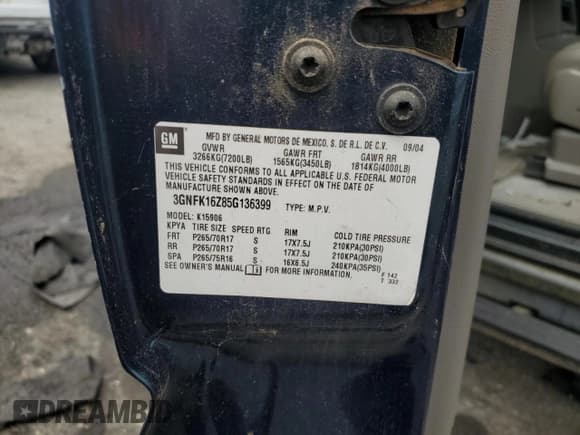 GM
MFD BY GENERAL MOTORS DE MEXICO, S. DE R.L. DE C.V. 09/04
GVWR GAWR FRT GAWR RR
3266KG(7200LB) 1565KG(3450LB) 1814KG(4000LB)
THIS VEHICLE CONFORMS TO ALL APPLICABLE U.S. FEDERAL MOTOR
VEHICLE SAFETY STANDARDS IN EFFECT ON THE DATE OF
MANUFACTURE SHOWN ABOVE.
3GNFK16Z85G136399 TYPE: M.P.V.
MODEL: K15906
KPYA TIRE SIZE SPEED RTG RIM COLD TIRE PRESSURE
FRT P265/70R17 S 17X7.5J 210KPA(30PSI)
RR P265/70R17 S 17X7.5J 210KPA(30PSI)
SPA P265/75R16 S 16X6.5J 240KPA(35PSI)
SEE OWNER'S MANUAL FOR MORE INFORMATION.
F 142
T 332
DREAMBID